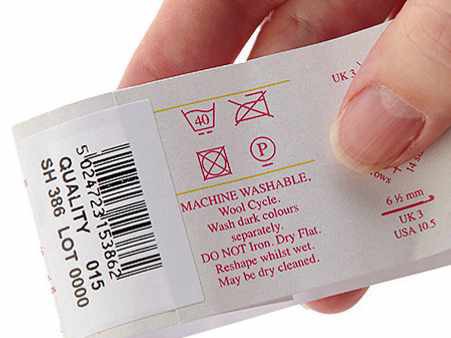 5 024723 153862
QUALITY 015
SH 386 LOT 0000
40
P
MACHINE WASHABLE.
Wool Cycle.
Wash dark colours
separately.
DO NOT Iron. Dry Flat.
Reshape whilst wet.
May be dry cleaned.
UK 3
6 ½ mm
UK 3
USA 10.5